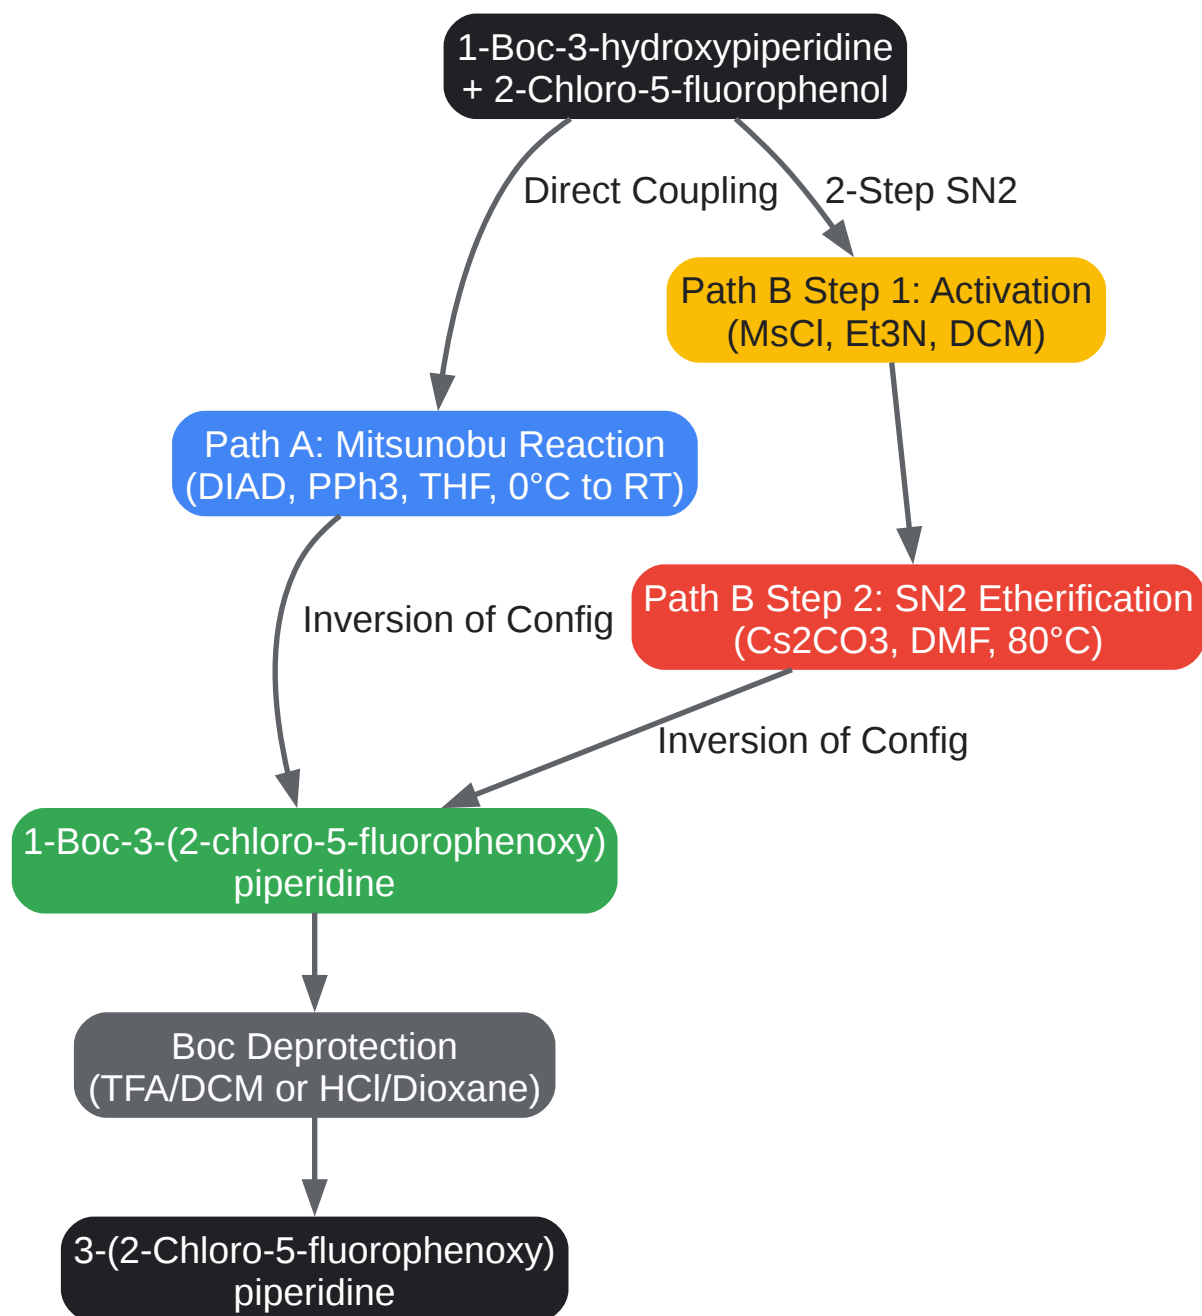 1-Boc-3-hydroxypiperidine
+ 2-Chloro-5-fluorophenol
Direct Coupling
2-Step SN2
Path B Step 1: Activation
(MsCl, Et3N, DCM)
Path A: Mitsunobu Reaction
(DIAD, PPh3, THF, 0°C to RT)
Path B Step 2: SN2 Etherification
(Cs2CO3, DMF, 80°C)
Inversion of Config
Inversion of Config
1-Boc-3-(2-chloro-5-fluorophenoxy)
piperidine
Boc Deprotection
(TFA/DCM or HCl/Dioxane)
3-(2-Chloro-5-fluorophenoxy)
piperidine